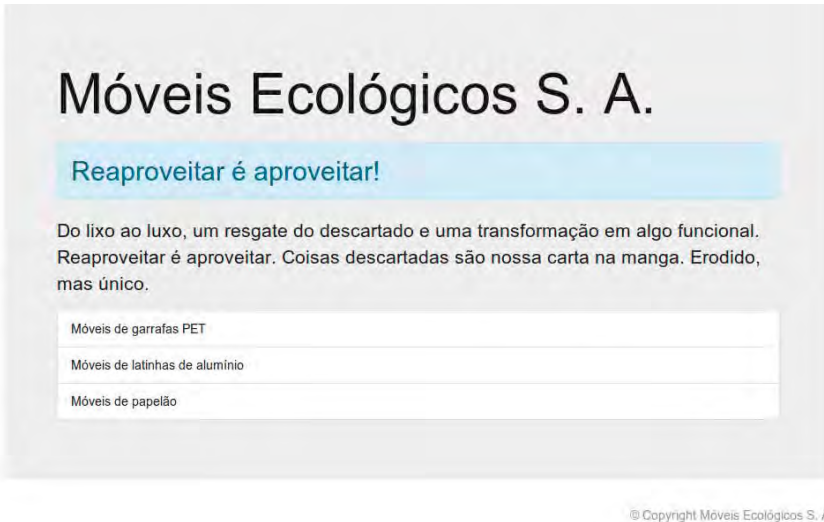 Móveis Ecológicos S. A.
Reaproveitar é aproveitar!
Do lixo ao luxo, um resgate do descartado e uma transformação em algo funcional.
Reaproveitar é aproveitar. Coisas descartadas são nossa carta na manga. Erodido,
mas único.
Móveis de garrafas PET
Móveis de latinhas de alumínio
Móveis de papelão
© Copyright Móveis Ecológicos S.